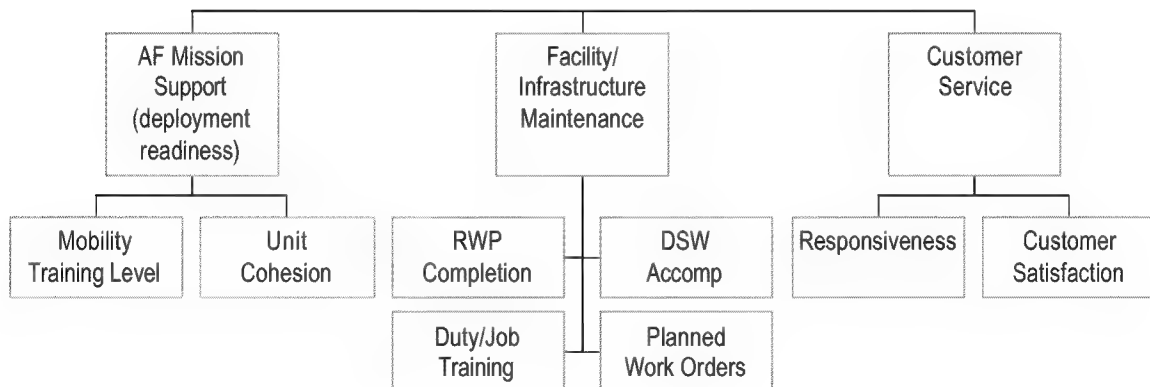 AF Mission
Support
(deployment
readiness)
Facility/
Infrastructure
Maintenance
Customer
Service
Mobility
Training Level
Unit
Cohesion
RWP
Completion
DSW
Accomp
Responsiveness
Customer
Satisfaction
Duty/Job
Training
Planned
Work Orders